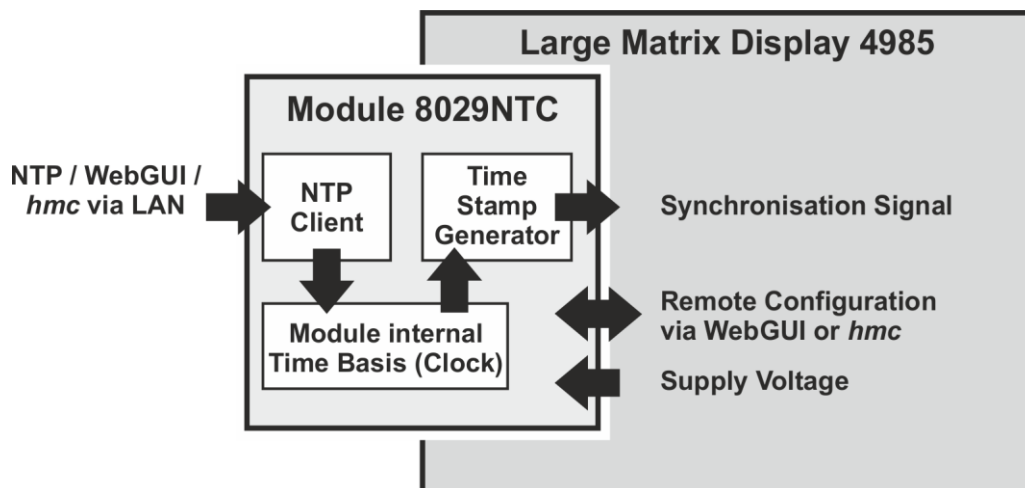 Large Matrix Display 4985
Module 8029NTC
NTP / WebGUI /
hmc via LAN
NTP
Client
Time
Stamp
Generator
Module internal
Time Basis (Clock)
Synchronisation Signal
Remote Configuration
via WebGUI or hmc
Supply Voltage